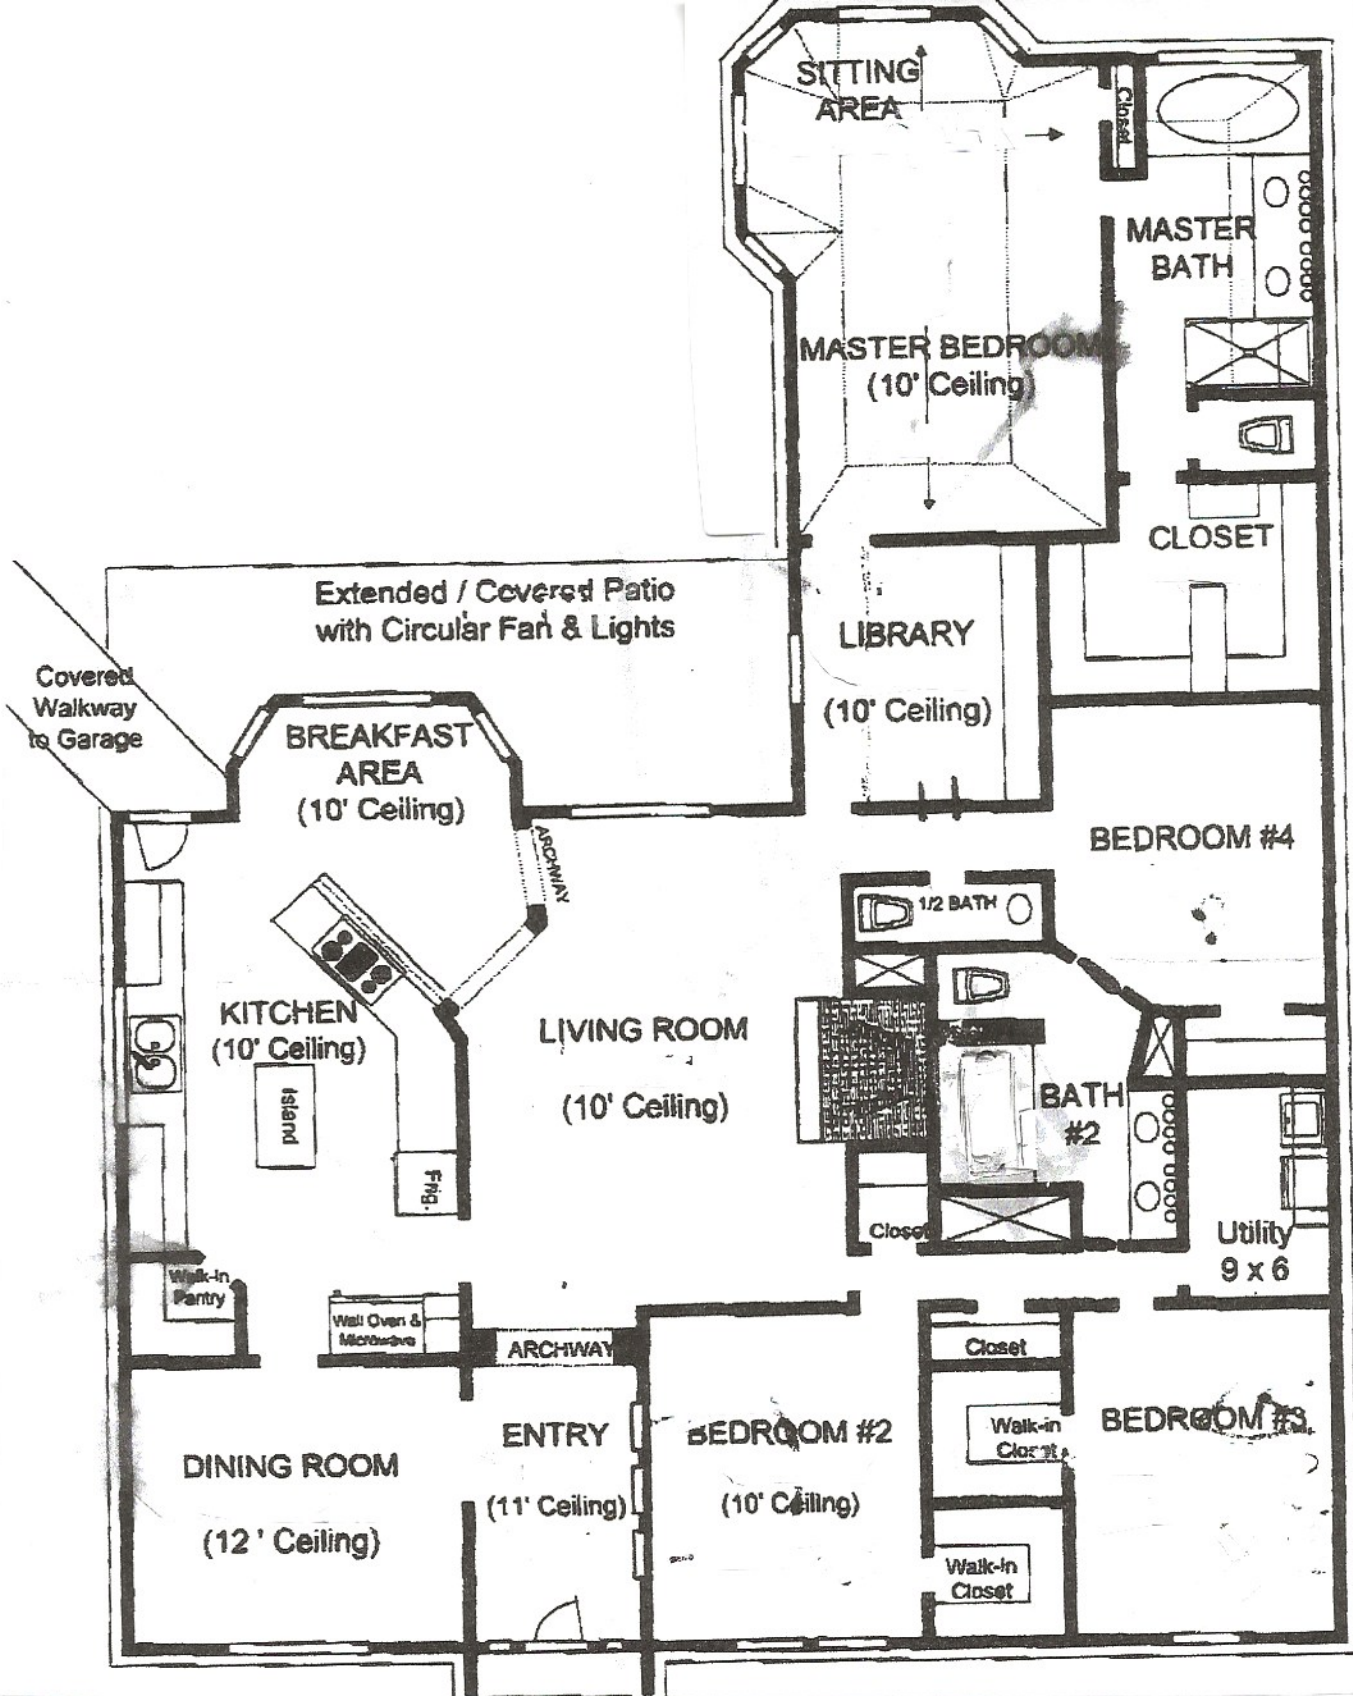 SITTING
AREA
Closet
MASTER
BATH
MASTER BEDROOM
(10' Ceiling)
CLOSET
Extended / Covered Patio
with Circular Fan & Lights
LIBRARY
(10' Ceiling)
Covered
Walkway
to Garage
BREAKFAST
AREA
(10' Ceiling)
ARCHWAY
BEDROOM #4
1/2 BATH
KITCHEN
(10' Ceiling)
LIVING ROOM
(10' Ceiling)
Island
BATH
#2
Frig.
Closet
Utility
9 x 6
Walk-in
Pantry
Wall Oven &
Microwave
ARCHWAY
Closet
ENTRY
(11' Ceiling)
BEDROOM #2
(10' Ceiling)
Walk-in
Closet
BEDROOM #3
DINING ROOM
(12 ' Ceiling)
Walk-in
Closet